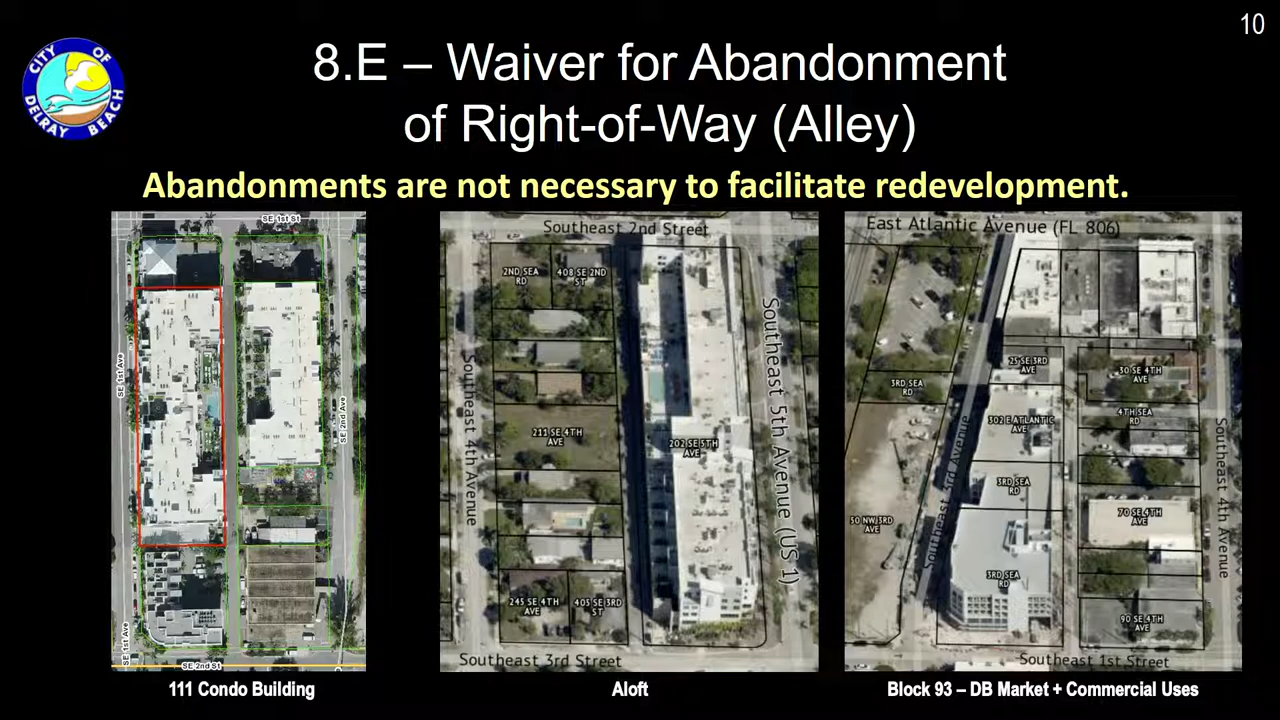 10
CITY OF
DELRAY BEACH
8.E – Waiver for Abandonment
of Right-of-Way (Alley)
Abandonments are not necessary to facilitate redevelopment.
SE 1st St
SE 1st Ave
SE 2nd Ave
SE 1st Ave
SE 2nd St
Southeast 2nd Street
2ND SEA
RD
408 SE 2ND
ST
Southeast 4th Avenue
211 SE 4TH
AVE
202 SE 5TH
AVE
Southeast 5th Avenue (US 1)
245 SE 4TH
AVE
405 SE 3RD
ST
Southeast 3rd Street
East Atlantic Avenue (FL 806)
25 SE 3RD
AVE
30 SE 4TH
AVE
3RD SEA
RD
302 E ATLANTIC
AVE
4TH SEA
RD
Southeast 3rd Avenue
Southeast 4th Avenue
3RD SEA
RD
50 NW 3RD
AVE
70 SE 4TH
AVE
3RD SEA
RD
90 SE 4TH
AVE
Southeast 1st Street
111 Condo Building
Aloft
Block 93 – DB Market + Commercial Uses